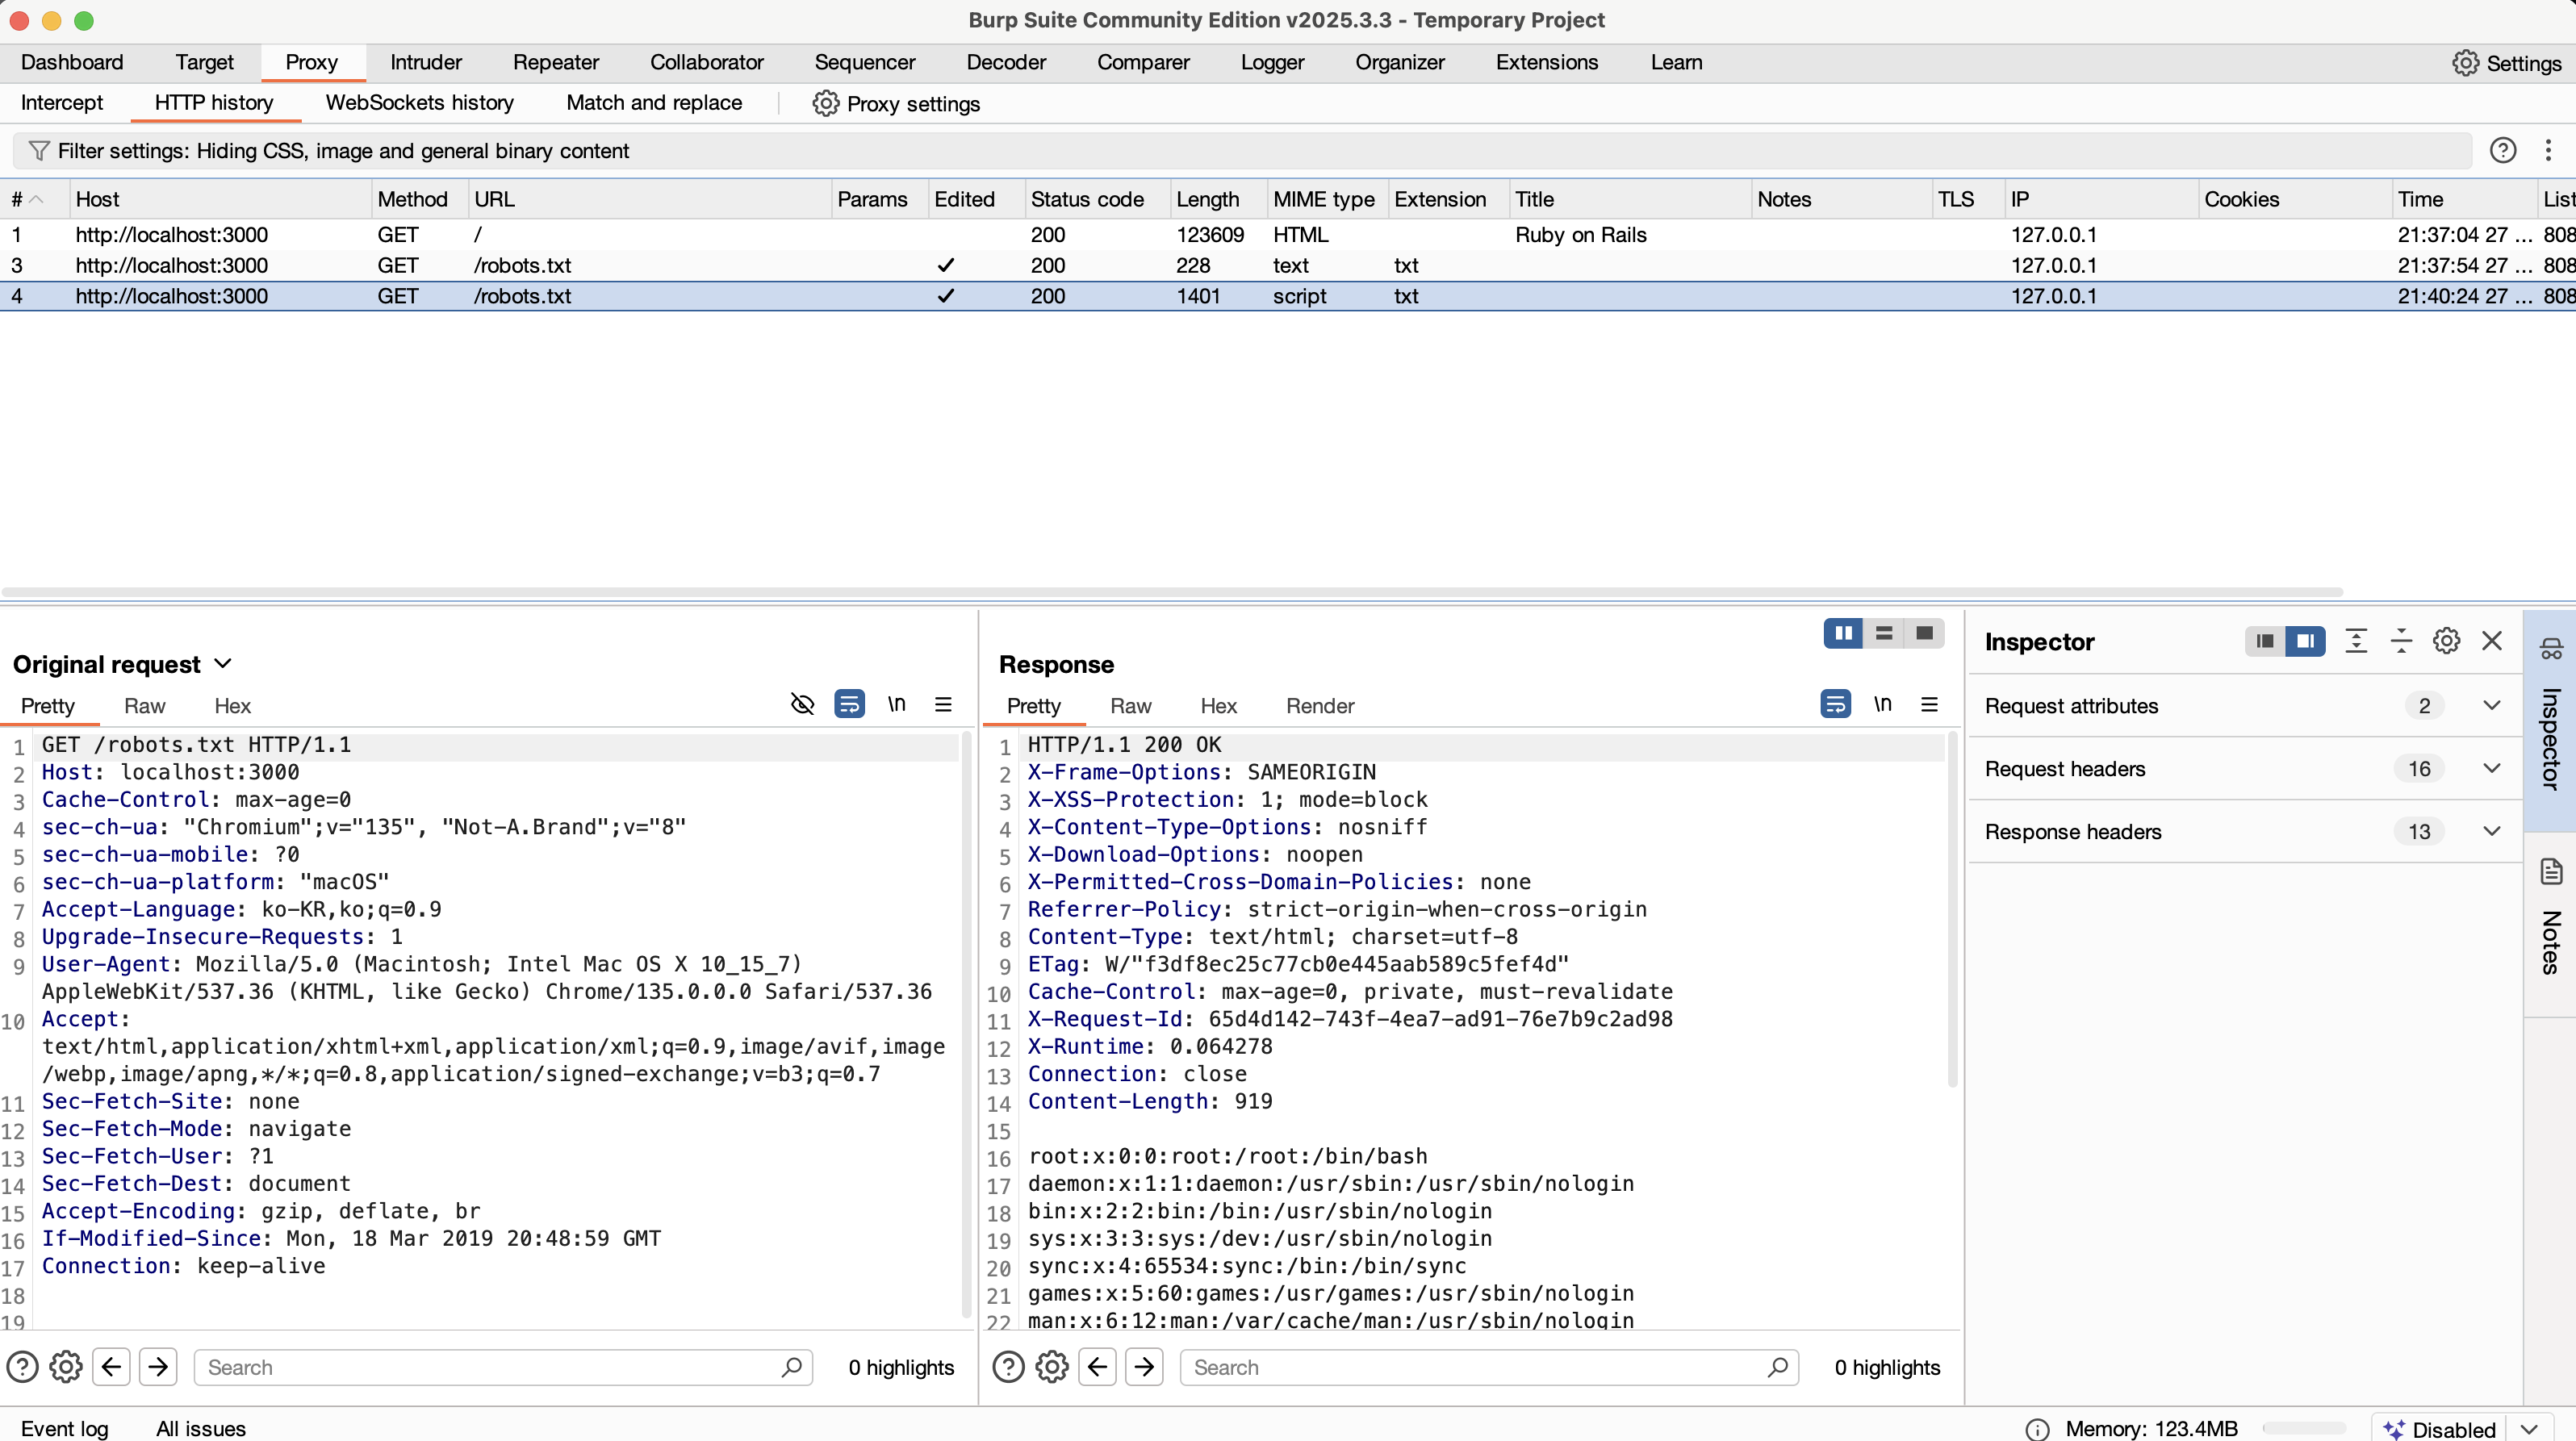 Burp Suite Community Edition v2025.3.3 - Temporary Project
Dashboard Target Proxy Intruder Repeater Collaborator Sequencer Decoder Comparer Logger Organizer Extensions Learn Settings
Intercept HTTP history WebSockets history Match and replace Proxy settings
Filter settings: Hiding CSS, image and general binary content
# Host Method URL Params Edited Status code Length MIME type Extension Title Notes TLS IP Cookies Time List
1 http://localhost:3000 GET / 200 123609 HTML Ruby on Rails 127.0.0.1 21:37:04 27 ... 808
3 http://localhost:3000 GET /robots.txt ✓ 200 228 text txt 127.0.0.1 21:37:54 27 ... 808
4 http://localhost:3000 GET /robots.txt ✓ 200 1401 script txt 127.0.0.1 21:40:24 27 ... 808
Original request
Pretty Raw Hex \n
1 GET /robots.txt HTTP/1.1
2 Host: localhost:3000
3 Cache-Control: max-age=0
4 sec-ch-ua: "Chromium";v="135", "Not-A.Brand";v="8"
5 sec-ch-ua-mobile: ?0
6 sec-ch-ua-platform: "macOS"
7 Accept-Language: ko-KR,ko;q=0.9
8 Upgrade-Insecure-Requests: 1
9 User-Agent: Mozilla/5.0 (Macintosh; Intel Mac OS X 10_15_7)
AppleWebKit/537.36 (KHTML, like Gecko) Chrome/135.0.0.0 Safari/537.36
10 Accept:
text/html,application/xhtml+xml,application/xml;q=0.9,image/avif,image
/webp,image/apng,*/*;q=0.8,application/signed-exchange;v=b3;q=0.7
11 Sec-Fetch-Site: none
12 Sec-Fetch-Mode: navigate
13 Sec-Fetch-User: ?1
14 Sec-Fetch-Dest: document
15 Accept-Encoding: gzip, deflate, br
16 If-Modified-Since: Mon, 18 Mar 2019 20:48:59 GMT
17 Connection: keep-alive
18
19
Search 0 highlights
Response
Pretty Raw Hex Render \n
1 HTTP/1.1 200 OK
2 X-Frame-Options: SAMEORIGIN
3 X-XSS-Protection: 1; mode=block
4 X-Content-Type-Options: nosniff
5 X-Download-Options: noopen
6 X-Permitted-Cross-Domain-Policies: none
7 Referrer-Policy: strict-origin-when-cross-origin
8 Content-Type: text/html; charset=utf-8
9 ETag: W/"f3df8ec25c77cb0e445aab589c5fef4d"
10 Cache-Control: max-age=0, private, must-revalidate
11 X-Request-Id: 65d4d142-743f-4ea7-ad91-76e7b9c2ad98
12 X-Runtime: 0.064278
13 Connection: close
14 Content-Length: 919
15
16 root:x:0:0:root:/root:/bin/bash
17 daemon:x:1:1:daemon:/usr/sbin:/usr/sbin/nologin
18 bin:x:2:2:bin:/bin:/usr/sbin/nologin
19 sys:x:3:3:sys:/dev:/usr/sbin/nologin
20 sync:x:4:65534:sync:/bin:/bin/sync
21 games:x:5:60:games:/usr/games:/usr/sbin/nologin
22 man:x:6:12:man:/var/cache/man:/usr/sbin/nologin
Search 0 highlights
Inspector
Request attributes 2
Request headers 16
Response headers 13
Inspector
Notes
Event log All issues Memory: 123.4MB Disabled